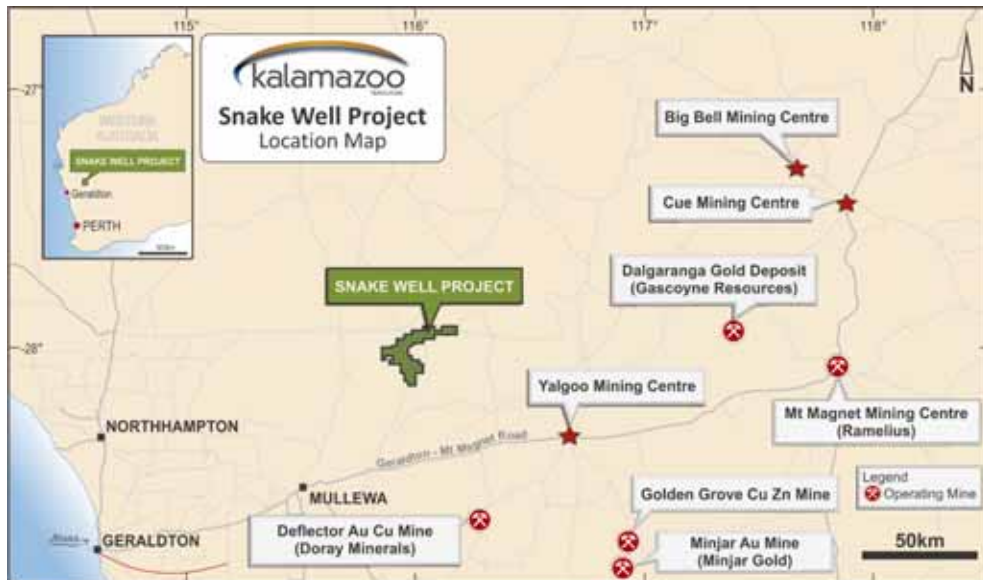 115°
116°
117°
118°
-27°
-28°
N
kalamazoo
Snake Well Project
Location Map
WESTERN
AUSTRALIA
SNAKE WELL PROJECT
Geraldton
PERTH
Big Bell Mining Centre
Cue Mining Centre
Dalgaranga Gold Deposit
(Gascoyne Resources)
SNAKE WELL PROJECT
Yalgoo Mining Centre
Mt Magnet Mining Centre
(Ramelius)
NORTHHAMPTON
Geraldton - Mt Magnet Road
MULLEWA
GERALDTON
Deflector Au Cu Mine
(Doray Minerals)
Golden Grove Cu Zn Mine
Minjar Au Mine
(Minjar Gold)
Legend
Operating Mine
50km